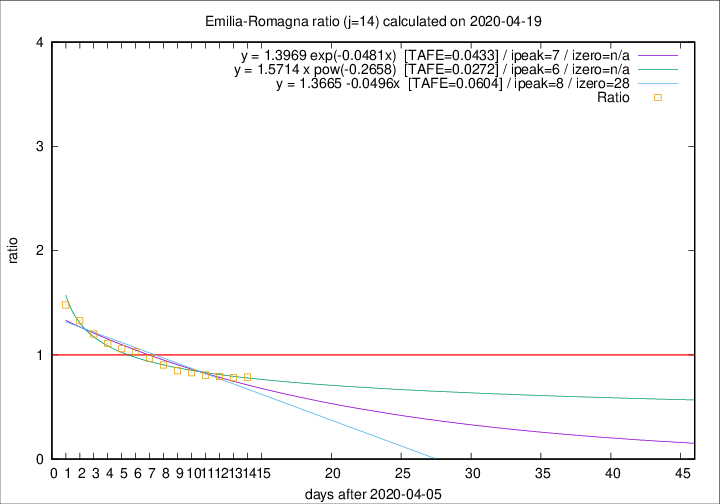 Emilia-Romagna ratio (j=14) calculated on 2020-04-19
y = 1.3969 exp(-0.0481x) [TAFE=0.0433] / ipeak=7 / izero=n/a
y = 1.5714 x pow(-0.2658) [TAFE=0.0272] / ipeak=6 / izero=n/a
y = 1.3665 -0.0496x [TAFE=0.0604] / ipeak=8 / izero=28
Ratio
4
3
2
1
0
ratio
0 1 2 3 4 5 6 7 8 9 10 11 12 13 14 15 20 25 30 35 40 45
days after 2020-04-05